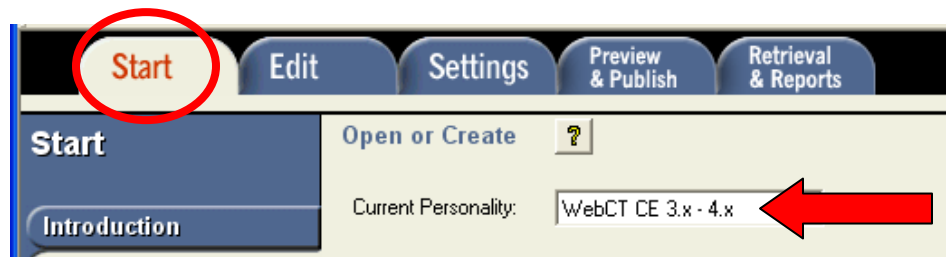 Start
Edit
Settings
Preview
& Publish
Retrieval
& Reports
Start
Open or Create ?
Current Personality: WebCT CE 3.x - 4.x
Introduction